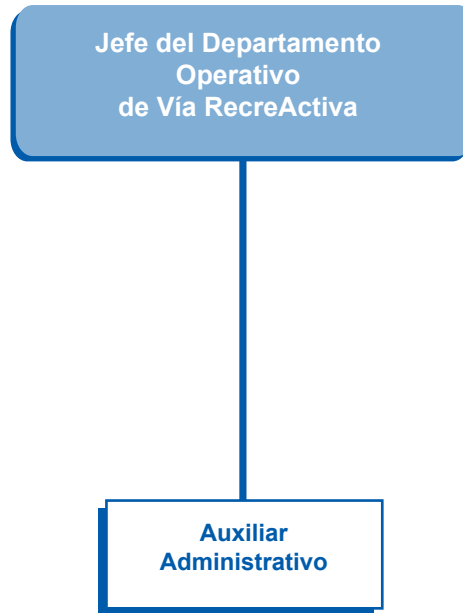 Jefe del Departamento
Operativo
de Vía RecreActiva
Auxiliar
Administrativo